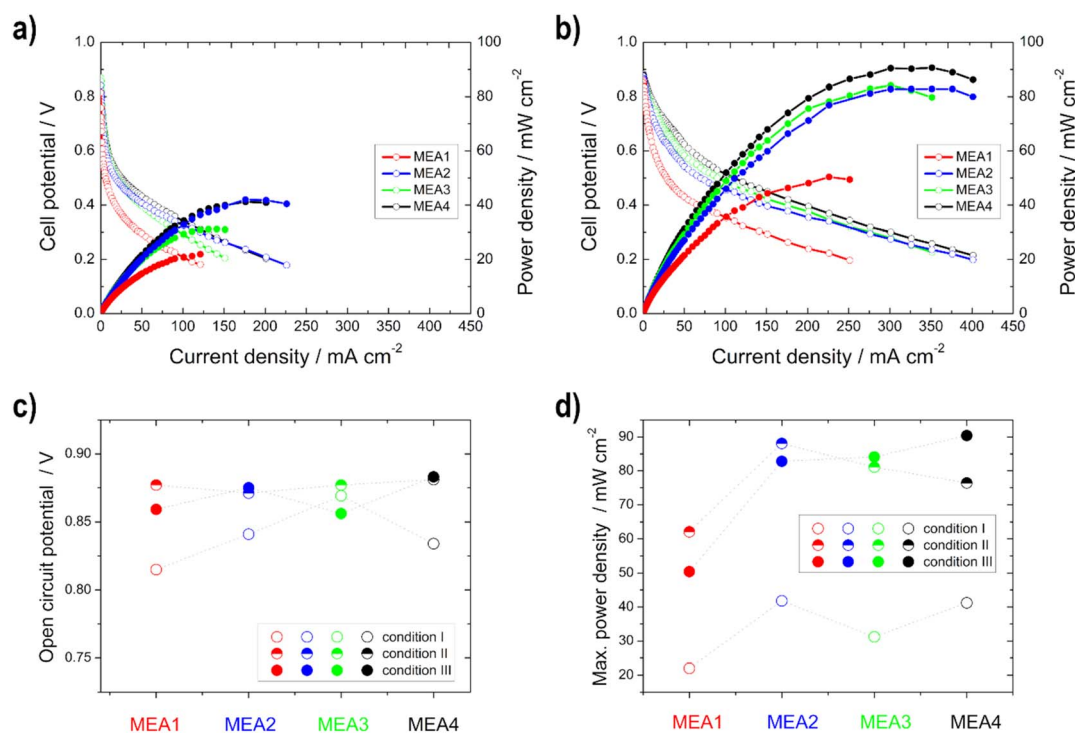 a)
1.0
0.8
0.6
0.4
0.2
0.0
Cell potential / V
100
80
60
40
20
0
Power density / mW cm⁻²
MEA1
MEA2
MEA3
MEA4
0 50 100 150 200 250 300 350 400 450
Current density / mA cm⁻²
b)
1.0
0.8
0.6
0.4
0.2
0.0
Cell potential / V
100
80
60
40
20
0
Power density / mW cm⁻²
MEA1
MEA2
MEA3
MEA4
0 50 100 150 200 250 300 350 400 450
Current density / mA cm⁻²
c)
0.90
0.85
0.80
0.75
Open circuit potential / V
condition I
condition II
condition III
MEA1 MEA2 MEA3 MEA4
d)
90
80
70
60
50
40
30
20
Max. power density / mW cm⁻²
condition I
condition II
condition III
MEA1 MEA2 MEA3 MEA4